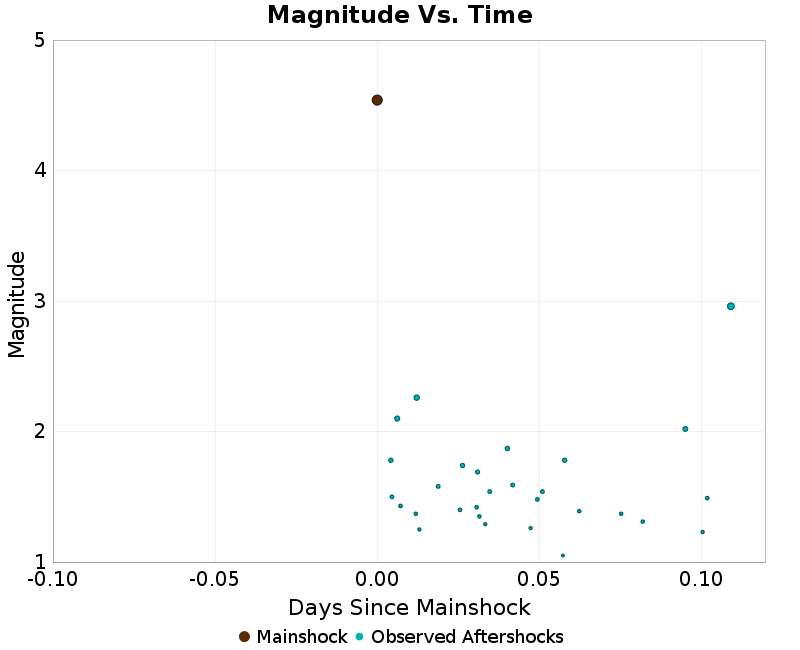 Magnitude Vs. Time
5
4
3
2
1
Magnitude
-0.10 -0.05 0.00 0.05 0.10
Days Since Mainshock
Mainshock Observed Aftershocks